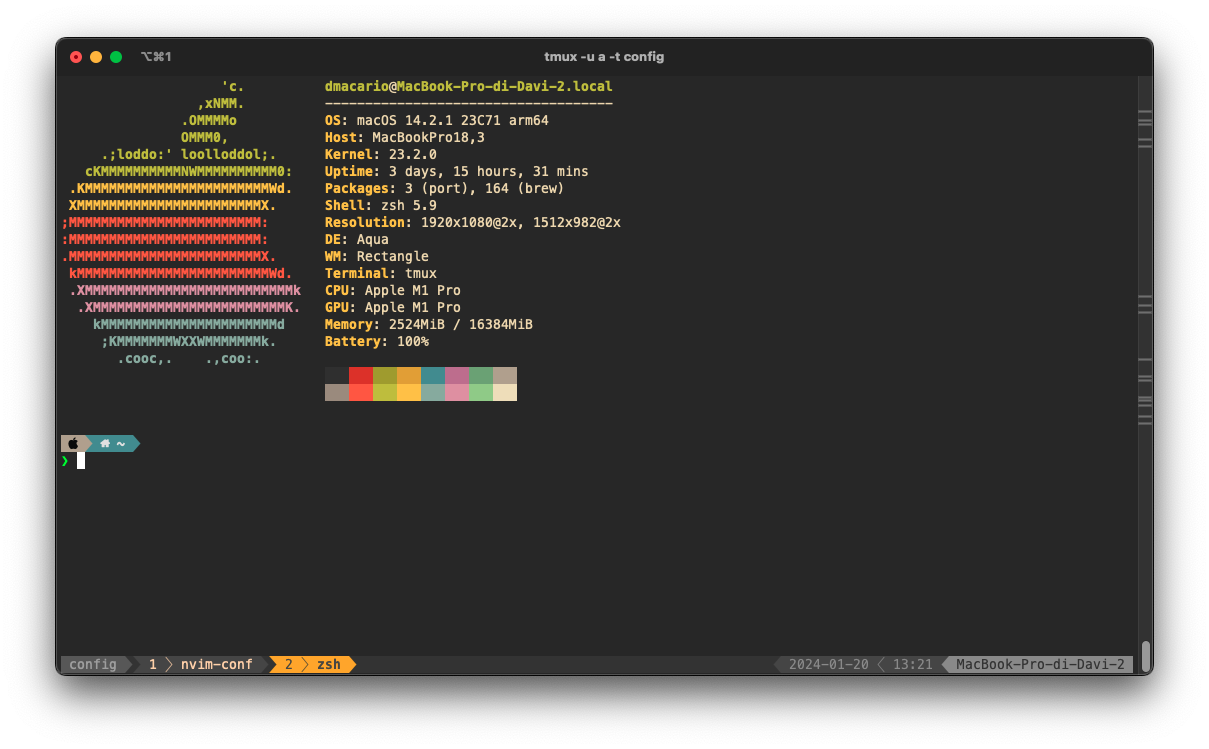 ⌥⌘1 tmux -u a -t config
'c.
,xNMM.
.OMMMMo
OMMM0,
.;loddo:' loolloddol;.
cKMMMMMMMMMMNWMMMMMMMMMM0:
.KMMMMMMMMMMMMMMMMMMMMMMMWd.
XMMMMMMMMMMMMMMMMMMMMMMMX.
;MMMMMMMMMMMMMMMMMMMMMMMM:
:MMMMMMMMMMMMMMMMMMMMMMMM:
.MMMMMMMMMMMMMMMMMMMMMMMMX.
kMMMMMMMMMMMMMMMMMMMMMMMMWd.
.XMMMMMMMMMMMMMMMMMMMMMMMMMMk
.XMMMMMMMMMMMMMMMMMMMMMMMMK.
kMMMMMMMMMMMMMMMMMMMMMMd
;KMMMMMMMWXXWMMMMMMMk.
.cooc,. .,coo:.
dmacario@MacBook-Pro-di-Davi-2.local
------------------------------------
OS: macOS 14.2.1 23C71 arm64
Host: MacBookPro18,3
Kernel: 23.2.0
Uptime: 3 days, 15 hours, 31 mins
Packages: 3 (port), 164 (brew)
Shell: zsh 5.9
Resolution: 1920x1080@2x, 1512x982@2x
DE: Aqua
WM: Rectangle
Terminal: tmux
CPU: Apple M1 Pro
GPU: Apple M1 Pro
Memory: 2524MiB / 16384MiB
Battery: 100%
~
❯
config 1 nvim-conf 2 zsh 2024-01-20 13:21 MacBook-Pro-di-Davi-2